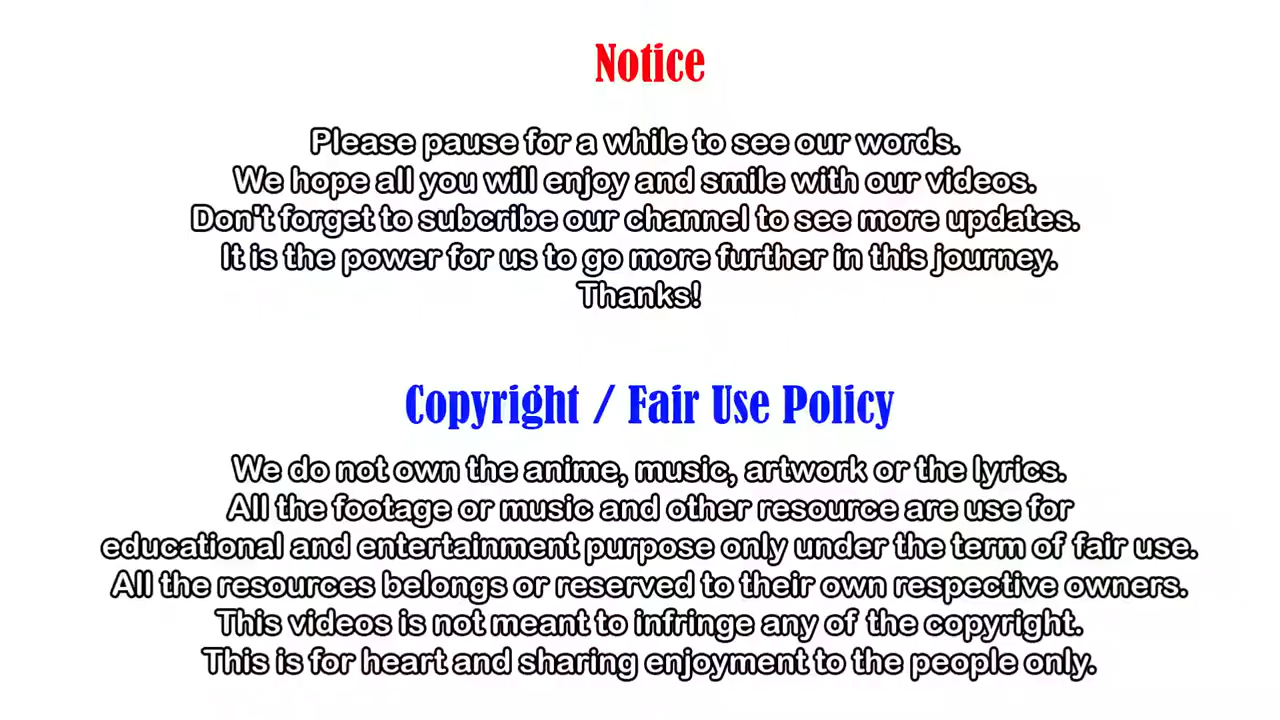 Notice
Please pause for a while to see our words.
We hope all you will enjoy and smile with our videos.
Don't forget to subcribe our channel to see more updates.
It is the power for us to go more further in this journey.
Thanks!
Copyright / Fair Use Policy
We do not own the anime, music, artwork or the lyrics.
All the footage or music and other resource are use for
educational and entertainment purpose only under the term of fair use.
All the resources belongs or reserved to their own respective owners.
This videos is not meant to infringe any of the copyright.
This is for heart and sharing enjoyment to the people only.